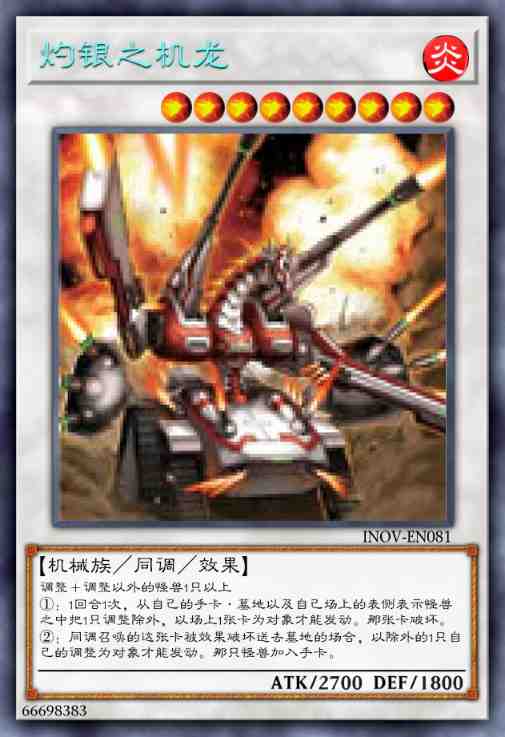 灼银之机龙
炎
INOV-EN081
【机械族／同调／效果】
调整＋调整以外的怪兽1只以上
①：1回合1次，从自己的手卡·墓地以及自己场上的表侧表示怪兽
之中把1只调整除外，以场上1张卡为对象才能发动。那张卡破坏。
②：同调召唤的这张卡被效果破坏送去墓地的场合，以除外的1只自
己的调整为对象才能发动。那只怪兽加入手卡。
ATK/2700 DEF/1800
66698383